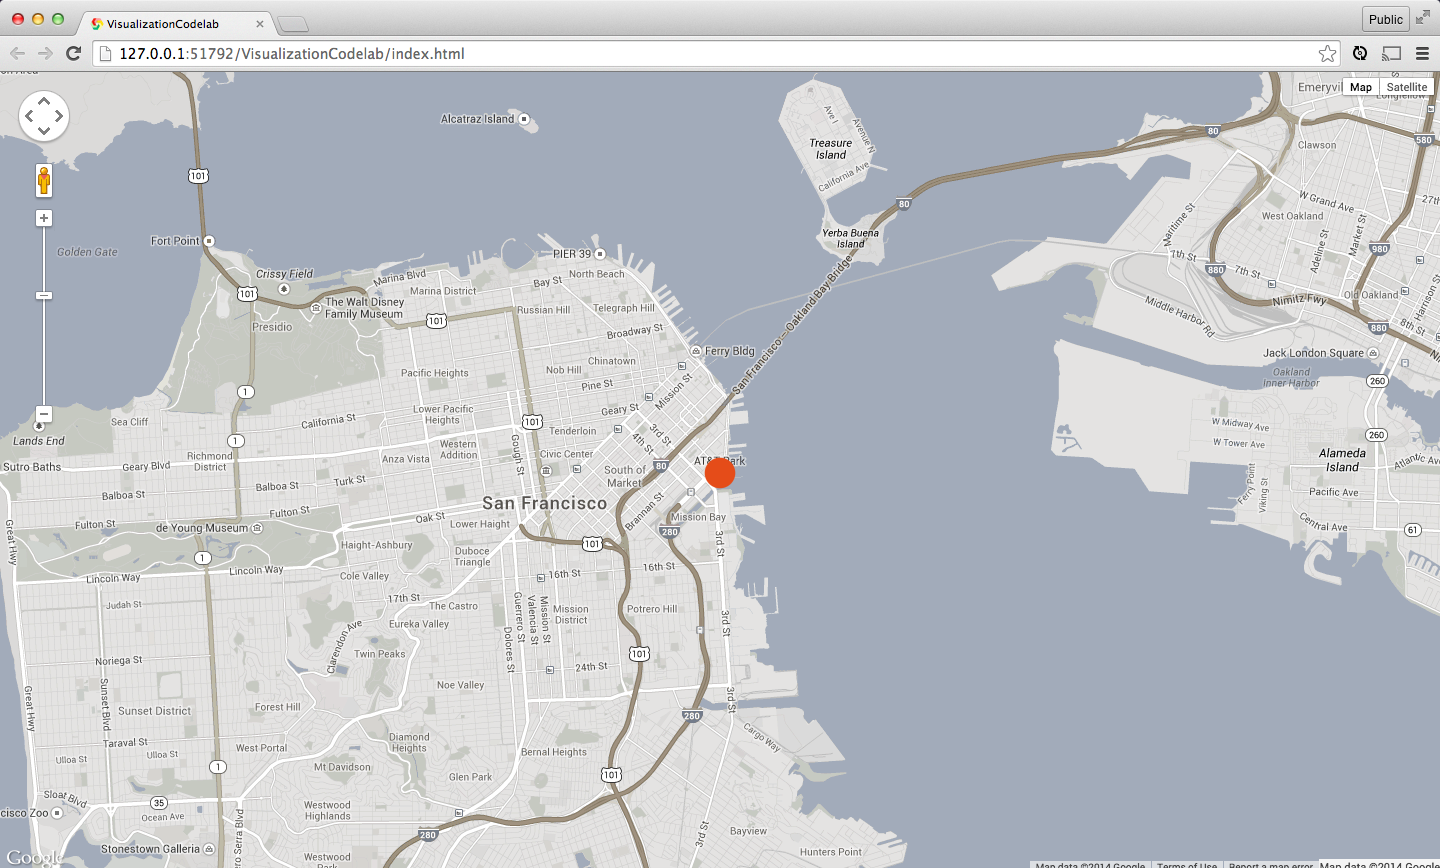 VisualizationCodelab
Public
127.0.0.1:51792/VisualizationCodelab/index.html
Map
Satellite
Emeryville
Alcatraz Island
Ave I
Avenue N
Treasure
Island
California Ave
80
580
Clawson
101
80
W Grand Ave
27th
West Oakland
Maritime St
Market St
Adeline St
Fort Point
Yerba Buena
Island
Golden Gate
PIER 39
7th St
980
880
7th St
Crissy Field
Marina Blvd
North Beach
Bay St
Marina District
101
The Walt Disney
Family Museum
Presidio
101
Russian Hill
Telegraph Hill
Broadway St
San Francisco – Oakland Bay Bridge
Middle Harbor Rd
Nimitz Fwy
Old Oakland
Harrison St
880
8th St
Ferry Bldg
Jack London Square
Chinatown
Nob Hill
Pacific Heights
Pine St
Mission St
Oakland
Inner Harbor
260
1
Lower Pacific
Heights
Geary St
California St
Sea Cliff
101
Tenderloin
3rd St
4th St
W Midway Ave
W Tower Ave
260
Lands End
1
Gough St
Western
Addition
Civic Center
Anza Vista
Richmond
District
Sutro Baths
Geary Blvd
AT&T Park
80
South of
Market
Alameda
Island
Atlantic Ave
Turk St
Balboa St
Balboa St
Ferry Point
Viking St
Pacific Ave
San Francisco
Brannan St
Fulton St
Fulton St
Oak St
Lower Haight
Mission Bay
280
Central Ave
61
de Young Museum
Great Hwy
Haight-Ashbury
101
3rd St
Duboce
Triangle
1
Lincoln Way
Lincoln Way
Cole Valley
16th St
16th St
17th St
Judah St
The Castro
Guerrero St
Valencia St
Mission St
Mission
District
Potrero Hill
3rd St
Eureka Valley
Clarendon Ave
Dolores St
Twin Peaks
101
Noriega St
24th St
Noe Valley
Great Hwy
Sunset Blvd
3rd St
Sunset District
Forest Hill
280
Diamond
Heights
Cargo Way
Taraval St
West Portal
Bernal Heights
Ulloa St
Ulloa St
1
Mt Davidson
Glen Park
101
Sloat Blvd
35
Westwood
Highlands
cisco Zoo
Ocean Ave
280
3rd St
Bayview
Stonestown Galleria
Westwood
Hunters Point
Google
Map data ©2014 Google
Terms of Use
Report a map error
Map data ©2014 Google